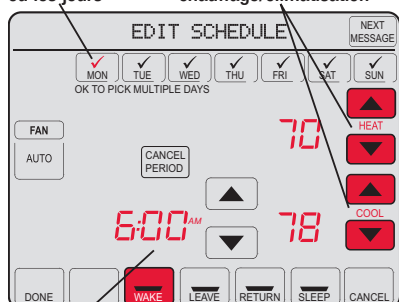 EDIT SCHEDULE
NEXT
MESSAGE
MON TUE WED THU FRI SAT SUN
OK TO PICK MULTIPLE DAYS
HEAT
70
FAN
AUTO
CANCEL
PERIOD
COOL
6:00 AM
78
DONE WAKE LEAVE RETURN SLEEP CANCEL